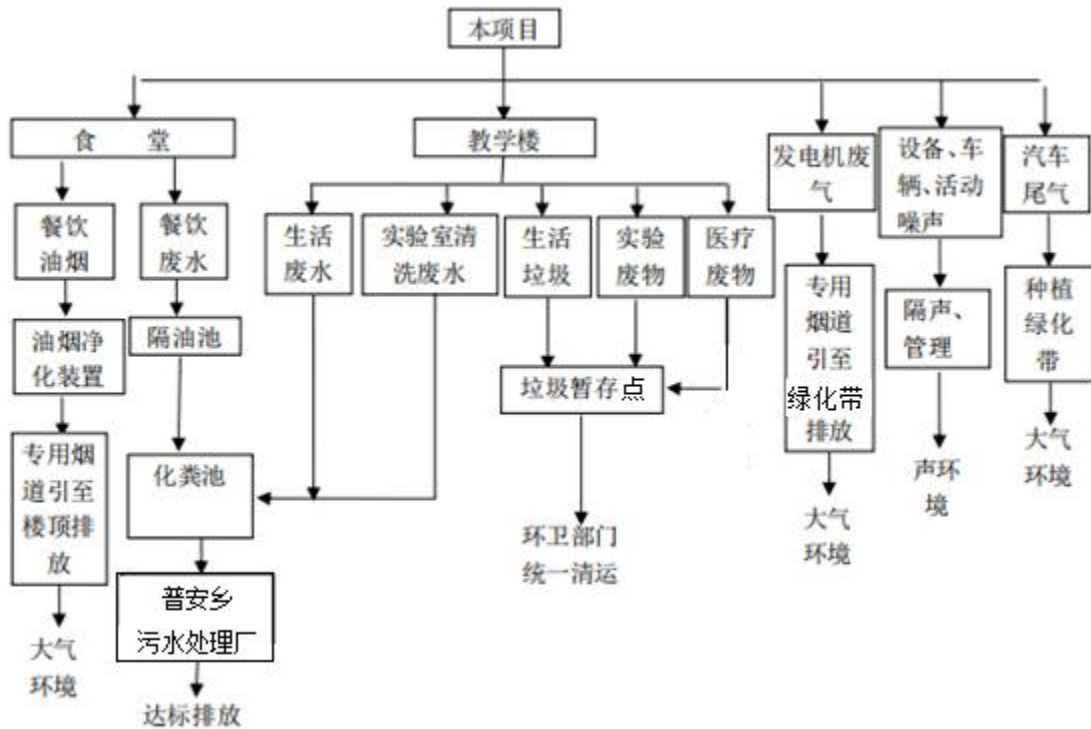 本项目
食 堂
教学楼
发电机废
气
设备、车
辆、活动
噪声
汽车
尾气
餐饮
油烟
餐饮
废水
生活
废水
实验室清
洗废水
生活
垃圾
实验
废物
医疗
废物
专用
烟道
引至
绿化带
排放
隔声、
管理
种植
绿化
带
油烟净
化装置
隔油池
垃圾暂存点
专用烟
道引至
楼顶排
放
化粪池
大气
环境
声环
境
大气
环境
环卫部门
统一清运
普安乡
污水处理厂
大气
环境
达标排放